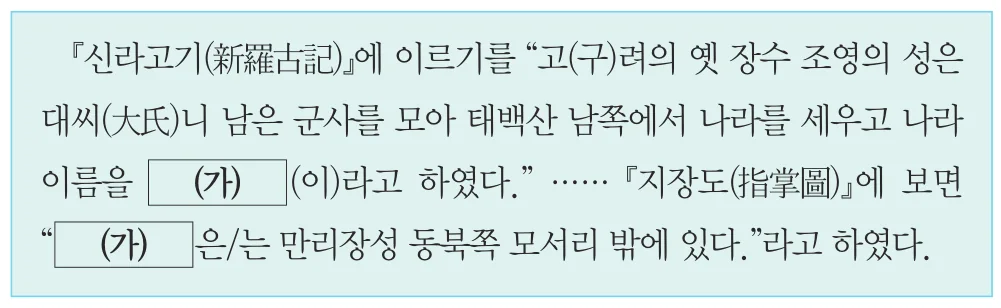 『신라고기(新羅古記)』에 이르기를 “고(구)려의 옛 장수 조영의 성은
대씨(大氏)니 남은 군사를 모아 태백산 남쪽에서 나라를 세우고 나라
이름을 (가) (이)라고 하였다.” …… 『지장도(指掌圖)』에 보면
“ (가) 은/는 만리장성 동북쪽 모서리 밖에 있다.”라고 하였다.